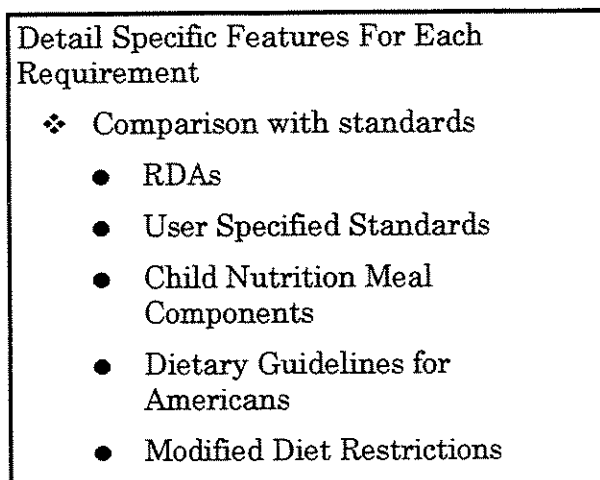 Detail Specific Features For Each
Requirement
❖ Comparison with standards
● RDAs
● User Specified Standards
● Child Nutrition Meal
Components
● Dietary Guidelines for
Americans
● Modified Diet Restrictions